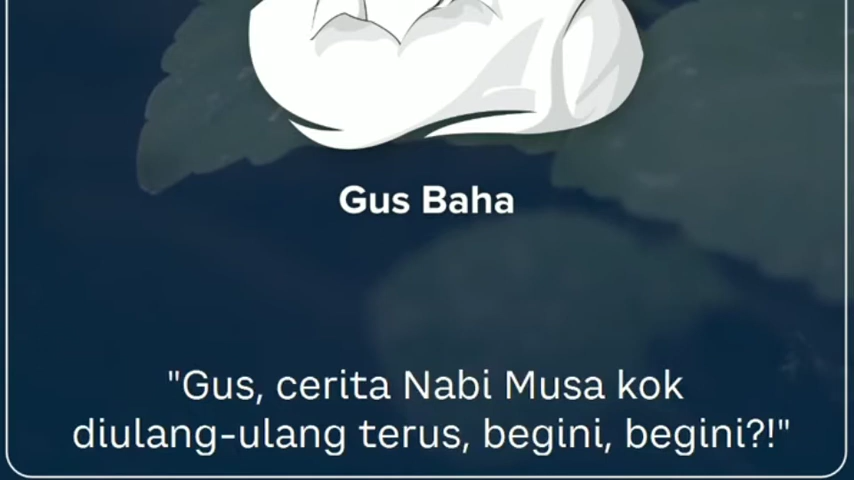 Gus Baha
"Gus, cerita Nabi Musa kok
diulang-ulang terus, begini, begini?!"